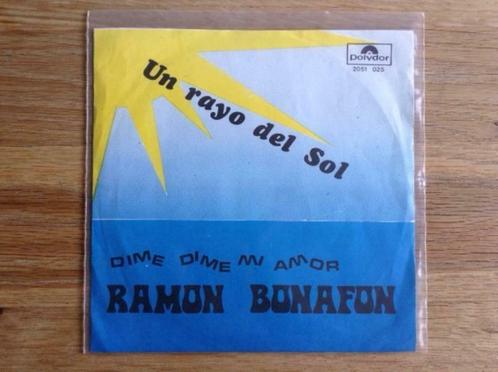 Polydor
2051 025
Un rayo del Sol
DIME DIME MI AMOR
RAMON BONAFON